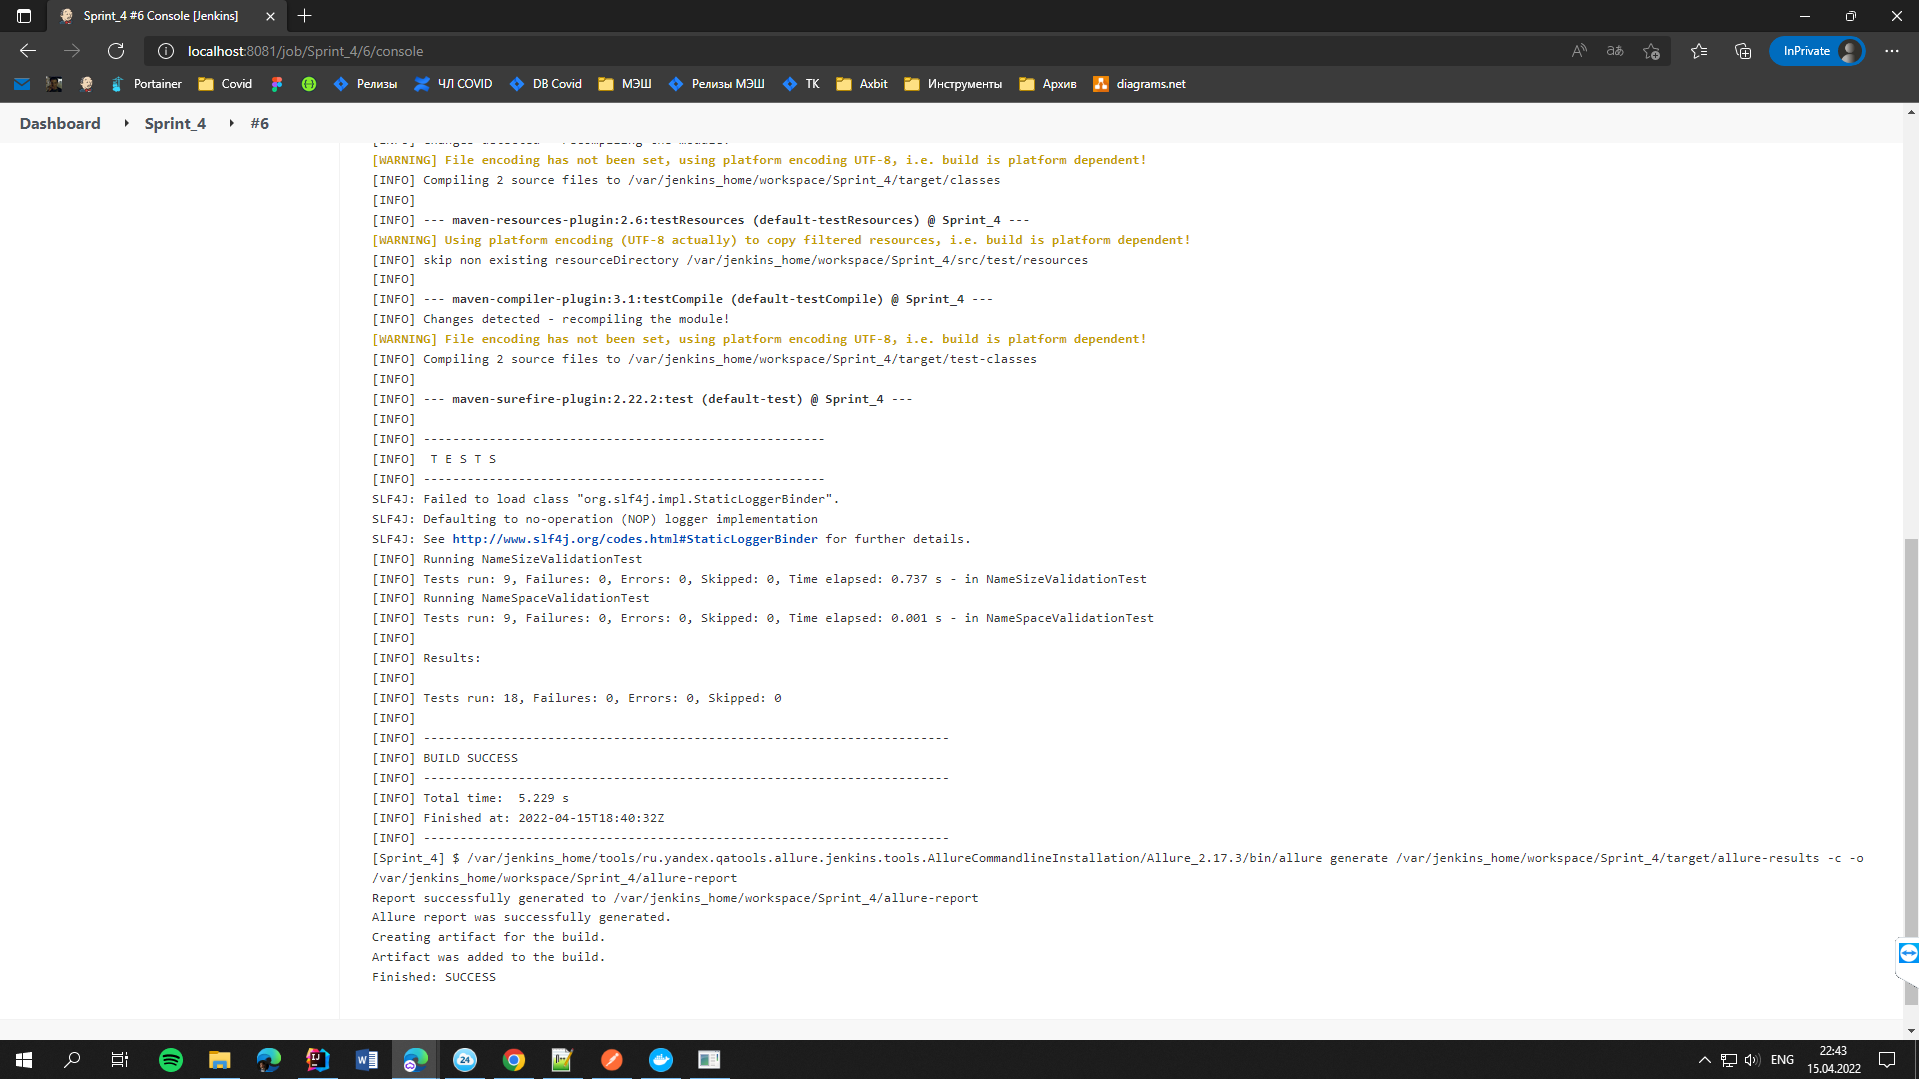 Sprint_4 #6 Console [Jenkins]
localhost:8081/job/Sprint_4/6/console
InPrivate
Portainer
Covid
Релизы
ЧЛ COVID
DB Covid
МЭШ
Релизы МЭШ
ТК
Axbit
Инструменты
Архив
diagrams.net
Dashboard
Sprint_4
#6
[INFO] Changes detected - recompiling the module!
[WARNING] File encoding has not been set, using platform encoding UTF-8, i.e. build is platform dependent!
[INFO] Compiling 2 source files to /var/jenkins_home/workspace/Sprint_4/target/classes
[INFO]
[INFO] --- maven-resources-plugin:2.6:testResources (default-testResources) @ Sprint_4 ---
[WARNING] Using platform encoding (UTF-8 actually) to copy filtered resources, i.e. build is platform dependent!
[INFO] skip non existing resourceDirectory /var/jenkins_home/workspace/Sprint_4/src/test/resources
[INFO]
[INFO] --- maven-compiler-plugin:3.1:testCompile (default-testCompile) @ Sprint_4 ---
[INFO] Changes detected - recompiling the module!
[WARNING] File encoding has not been set, using platform encoding UTF-8, i.e. build is platform dependent!
[INFO] Compiling 2 source files to /var/jenkins_home/workspace/Sprint_4/target/test-classes
[INFO]
[INFO] --- maven-surefire-plugin:2.22.2:test (default-test) @ Sprint_4 ---
[INFO]
[INFO] -------------------------------------------------------
[INFO]  T E S T S
[INFO] -------------------------------------------------------
SLF4J: Failed to load class "org.slf4j.impl.StaticLoggerBinder".
SLF4J: Defaulting to no-operation (NOP) logger implementation
SLF4J: See http://www.slf4j.org/codes.html#StaticLoggerBinder for further details.
[INFO] Running NameSizeValidationTest
[INFO] Tests run: 9, Failures: 0, Errors: 0, Skipped: 0, Time elapsed: 0.737 s - in NameSizeValidationTest
[INFO] Running NameSpaceValidationTest
[INFO] Tests run: 9, Failures: 0, Errors: 0, Skipped: 0, Time elapsed: 0.001 s - in NameSpaceValidationTest
[INFO]
[INFO] Results:
[INFO]
[INFO] Tests run: 18, Failures: 0, Errors: 0, Skipped: 0
[INFO]
[INFO] ------------------------------------------------------------------------
[INFO] BUILD SUCCESS
[INFO] ------------------------------------------------------------------------
[INFO] Total time:  5.229 s
[INFO] Finished at: 2022-04-15T18:40:32Z
[INFO] ------------------------------------------------------------------------
[Sprint_4] $ /var/jenkins_home/tools/ru.yandex.qatools.allure.jenkins.tools.AllureCommandlineInstallation/Allure_2.17.3/bin/allure generate /var/jenkins_home/workspace/Sprint_4/target/allure-results -c -o
/var/jenkins_home/workspace/Sprint_4/allure-report
Report successfully generated to /var/jenkins_home/workspace/Sprint_4/allure-report
Allure report was successfully generated.
Creating artifact for the build.
Artifact was added to the build.
Finished: SUCCESS
24
ENG
22:43
15.04.2022